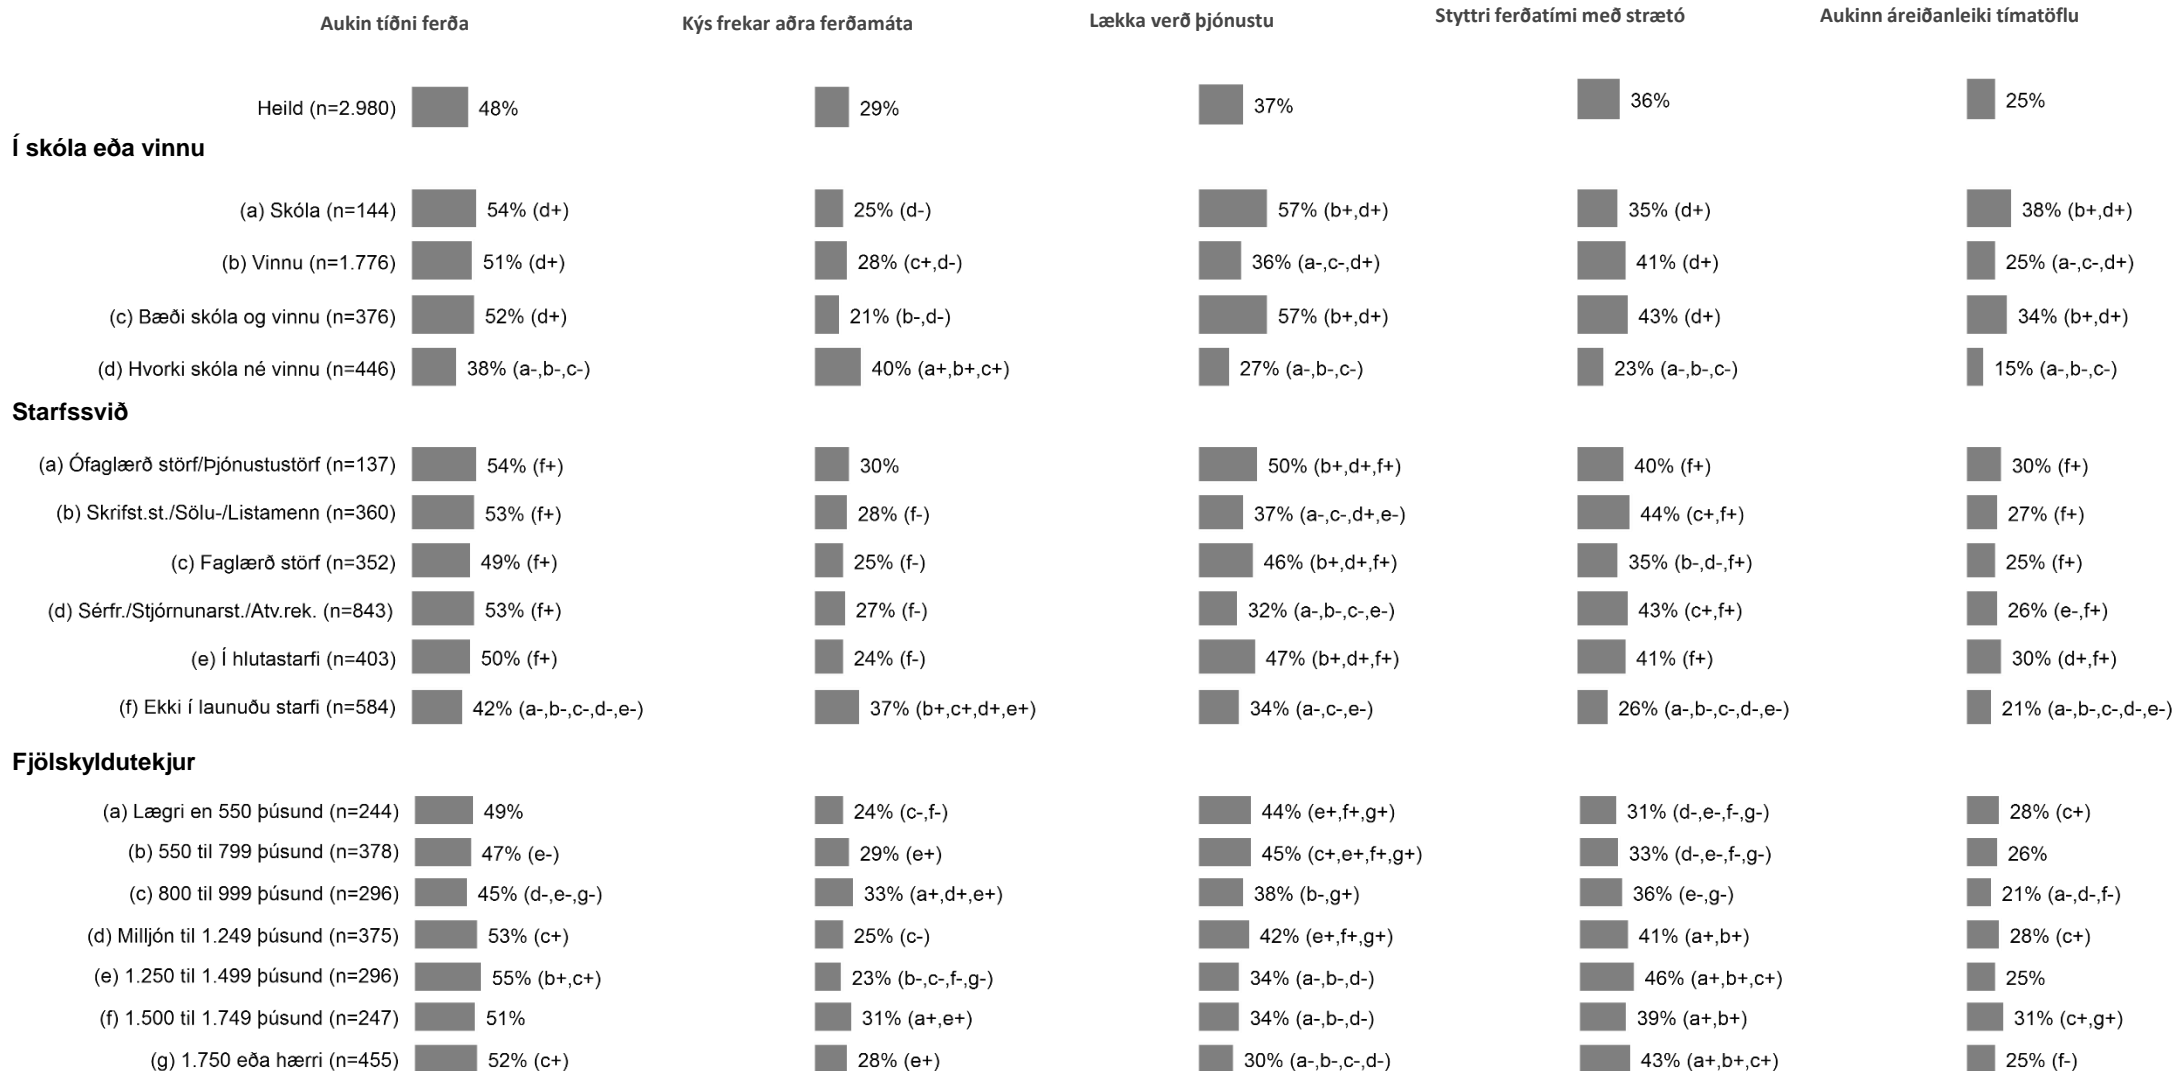 Aukin tíðni ferða Kýs frekar aðra ferðamáta Lækka verð þjónustu Styttri ferðatími með strætó Aukinn áreiðanleiki tímatöflu
Heild (n=2.980) 48% 29% 37% 36% 25%
Í skóla eða vinnu
(a) Skóla (n=144) 54% (d+) 25% (d-) 57% (b+,d+) 35% (d+) 38% (b+,d+)
(b) Vinnu (n=1.776) 51% (d+) 28% (c+,d-) 36% (a-,c-,d+) 41% (d+) 25% (a-,c-,d+)
(c) Bæði skóla og vinnu (n=376) 52% (d+) 21% (b-,d-) 57% (b+,d+) 43% (d+) 34% (b+,d+)
(d) Hvorki skóla né vinnu (n=446) 38% (a-,b-,c-) 40% (a+,b+,c+) 27% (a-,b-,c-) 23% (a-,b-,c-) 15% (a-,b-,c-)
Starfssvið
(a) Ófaglærð störf/Þjónustustörf (n=137) 54% (f+) 30% 50% (b+,d+,f+) 40% (f+) 30% (f+)
(b) Skrifst.st./Sölu-/Listamenn (n=360) 53% (f+) 28% (f-) 37% (a-,c-,d+,e-) 44% (c+,f+) 27% (f+)
(c) Faglærð störf (n=352) 49% (f+) 25% (f-) 46% (b+,d+,f+) 35% (b-,d-,f+) 25% (f+)
(d) Sérfr./Stjórnunarst./Atv.rek. (n=843) 53% (f+) 27% (f-) 32% (a-,b-,c-,e-) 43% (c+,f+) 26% (e-,f+)
(e) Í hlutastarfi (n=403) 50% (f+) 24% (f-) 47% (b+,d+,f+) 41% (f+) 30% (d+,f+)
(f) Ekki í launuðu starfi (n=584) 42% (a-,b-,c-,d-,e-) 37% (b+,c+,d+,e+) 34% (a-,c-,e-) 26% (a-,b-,c-,d-,e-) 21% (a-,b-,c-,d-,e-)
Fjölskyldutekjur
(a) Lægri en 550 þúsund (n=244) 49% 24% (c-,f-) 44% (e+,f+,g+) 31% (d-,e-,f-,g-) 28% (c+)
(b) 550 til 799 þúsund (n=378) 47% (e-) 29% (e+) 45% (c+,e+,f+,g+) 33% (d-,e-,f-,g-) 26%
(c) 800 til 999 þúsund (n=296) 45% (d-,e-,g-) 33% (a+,d+,e+) 38% (b-,g+) 36% (e-,g-) 21% (a-,d-,f-)
(d) Milljón til 1.249 þúsund (n=375) 53% (c+) 25% (c-) 42% (e+,f+,g+) 41% (a+,b+) 28% (c+)
(e) 1.250 til 1.499 þúsund (n=296) 55% (b+,c+) 23% (b-,c-,f-,g-) 34% (a-,b-,d-) 46% (a+,b+,c+) 25%
(f) 1.500 til 1.749 þúsund (n=247) 51% 31% (a+,e+) 34% (a-,b-,d-) 39% (a+,b+) 31% (c+,g+)
(g) 1.750 eða hærri (n=455) 52% (c+) 28% (e+) 30% (a-,b-,c-,d-) 43% (a+,b+,c+) 25% (f-)